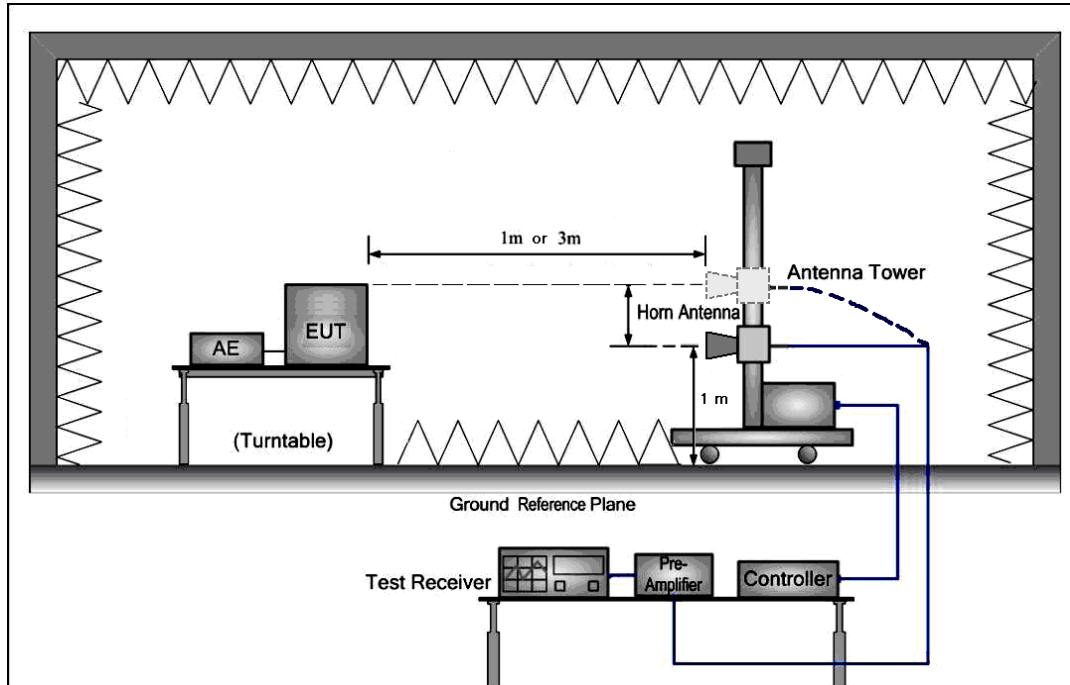 1m or 3m
Antenna Tower
Horn Antenna
EUT
AE
1 m
(Turntable)
Ground Reference Plane
Test Receiver
Pre-
Amplifier
Controller